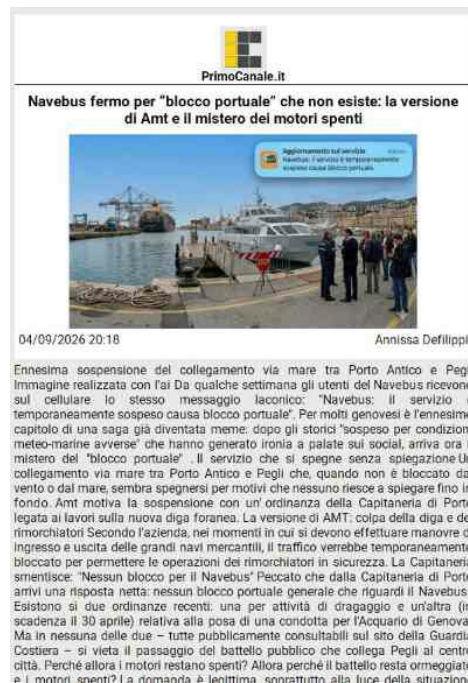 PrimoCanale.it
Navebus fermo per “blocco portuale” che non esiste: la versione
di Amt e il mistero dei motori spenti
Aggiornamento sul servizio
Navebus: il servizio è temporaneamente
sospeso causa blocco portuale.
04/09/2026 20:18
Annissa Defilippi
Ennesima sospensione del collegamento via mare tra Porto Antico e Pegli
Immagine realizzata con l'ai Da qualche settimana gli utenti del Navebus ricevono
sul cellulare lo stesso messaggio laconico: "Navebus: il servizio
temporaneamente sospeso causa blocco portuale". Per molti genovesi è l'ennesimo
capitolo di una saga già diventata meme: dopo gli storici "sospeso per condizioni
meteo-marine avverse" che hanno generato ironia a palate sui social, arriva ora
mistero del "blocco portuale" . Il servizio che si spegne senza spiegazione Un
collegamento via mare tra Porto Antico e Pegli che, quando non è bloccato dal
vento o dal mare, sembra spegnersi per motivi che nessuno riesce a spiegare fino in
fondo. Amt motiva la sospensione con un' ordinanza della Capitaneria di Porto
legata ai lavori sulla nuova diga foranea. La versione di AMT: colpa della diga e dei
rimorchiatori Secondo l'azienda, nei momenti in cui si devono effettuare manovre di
ingresso e uscita delle grandi navi mercantili, il traffico verrebbe temporaneamente
bloccato per permettere le operazioni dei rimorchiatori in sicurezza. La Capitaneria
smentisce: "Nessun blocco per il Navebus" Peccato che dalla Capitaneria di Porto
arrivi una risposta netta: nessun blocco portuale generale che riguardi il Navebus.
Esistono sì due ordinanze recenti: una per attività di dragaggio e un'altra (in
scadenza il 30 aprile) relativa alla posa di una condotta per l'Acquario di Genova.
Ma in nessuna delle due – tutte pubblicamente consultabili sul sito della Guardia
Costiera – si vieta il passaggio del battello pubblico che collega Pegli al centro
città. Perché allora i motori restano spenti? Allora perché il battello resta ormeggiato
e i motori spenti? La domanda è legittima, soprattutto alla luce della situazione